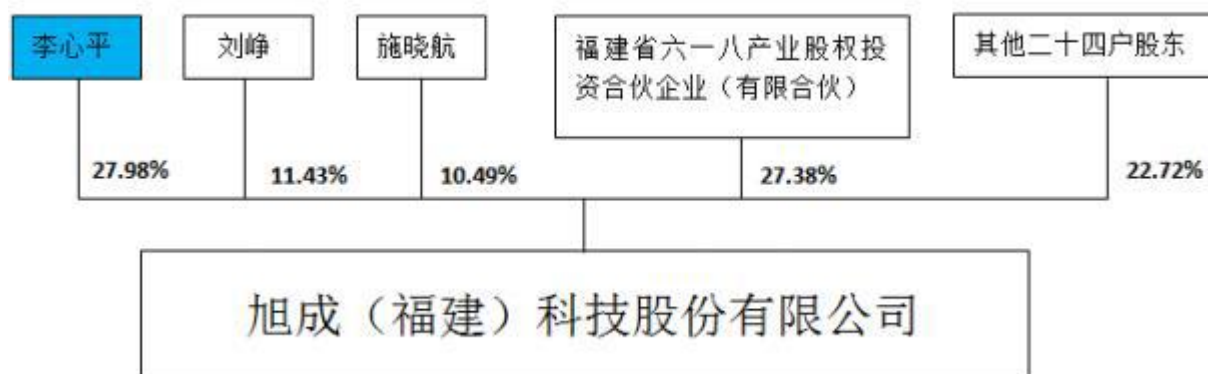 李心平
刘峥
施晓航
福建省六一八产业股权投
资合伙企业（有限合伙）
其他二十四户股东
27.98%
11.43%
10.49%
27.38%
22.72%
旭成（福建）科技股份有限公司